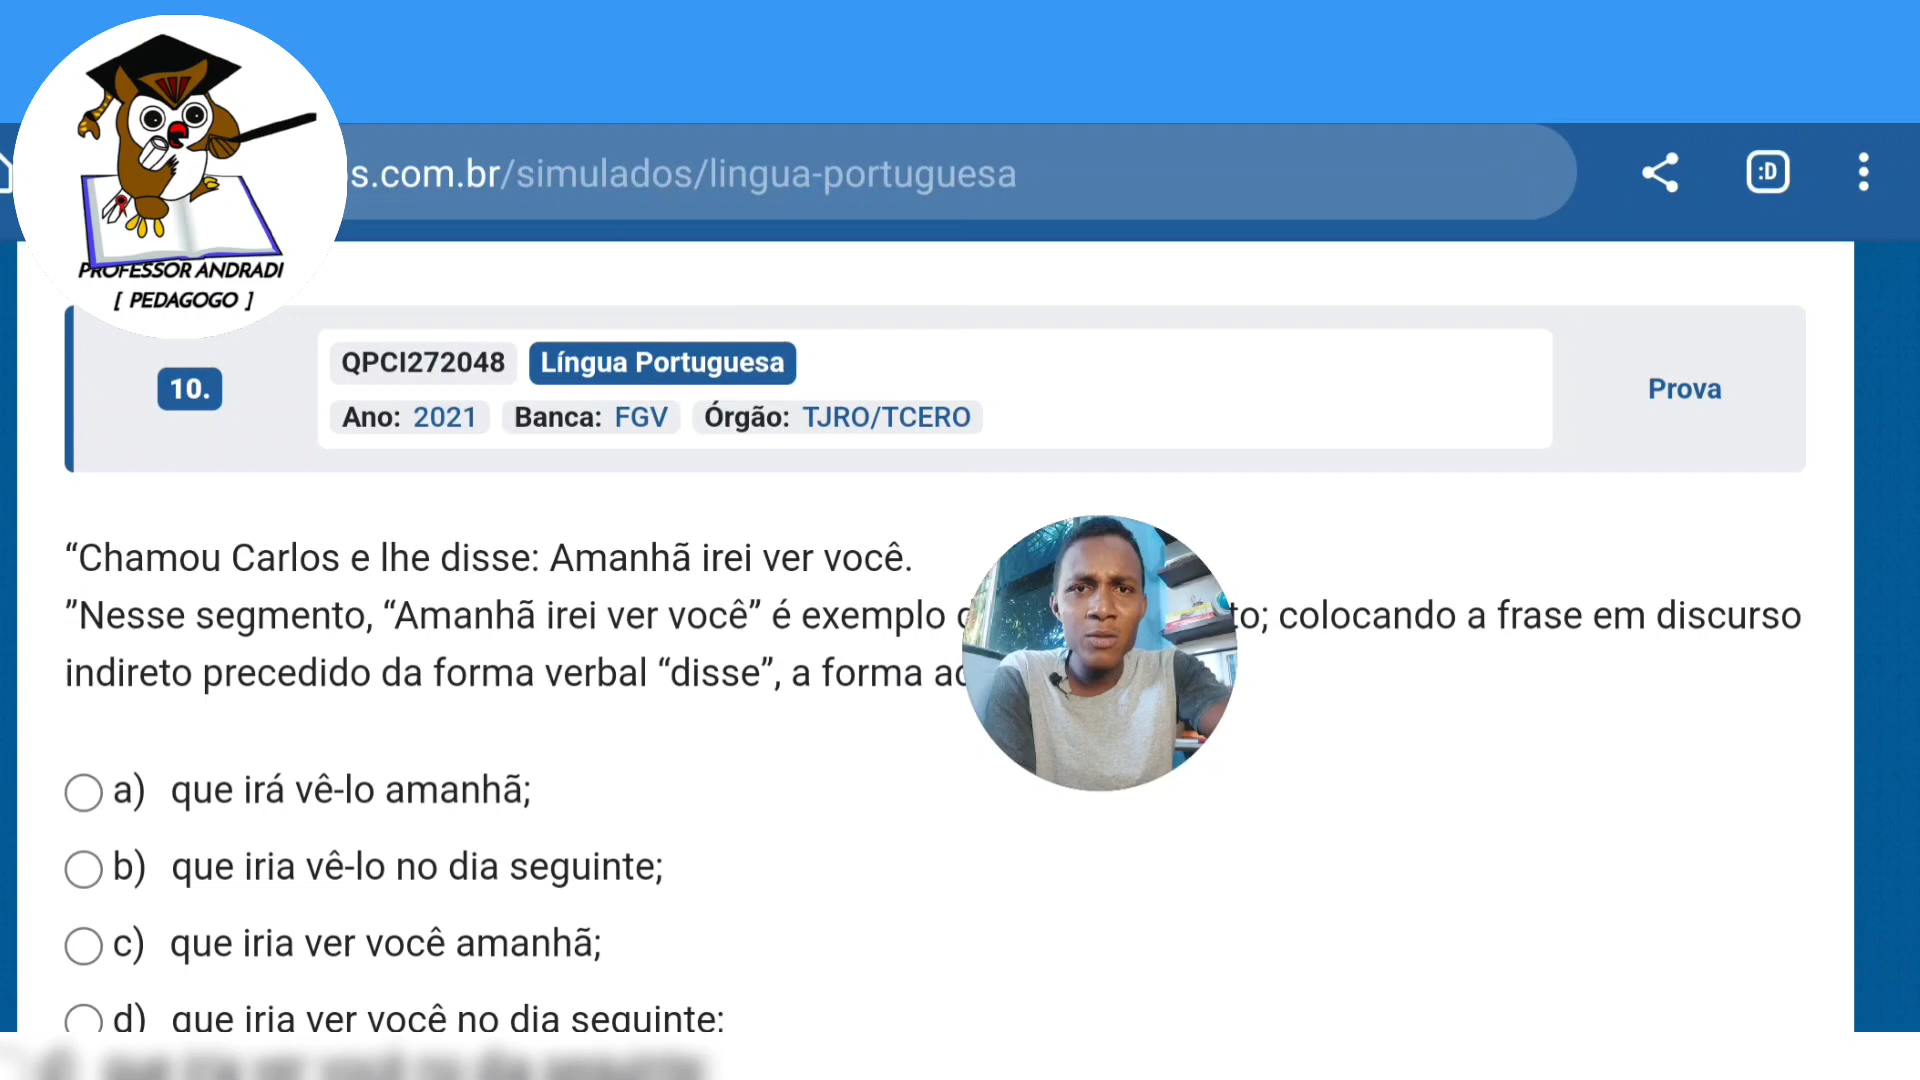 PROFESSOR ANDRADI
[ PEDAGOGO ]
s.com.br/simulados/lingua-portuguesa
:D
10.
QPCI272048 Língua Portuguesa
Ano: 2021 Banca: FGV Órgão: TJRO/TCERO
Prova
“Chamou Carlos e lhe disse: Amanhã irei ver você.
”Nesse segmento, “Amanhã irei ver você” é exemplo to; colocando a frase em discurso
indireto precedido da forma verbal “disse”, a forma
a) que irá vê-lo amanhã;
b) que iria vê-lo no dia seguinte;
c) que iria ver você amanhã;
d) que iria ver você no dia seguinte;